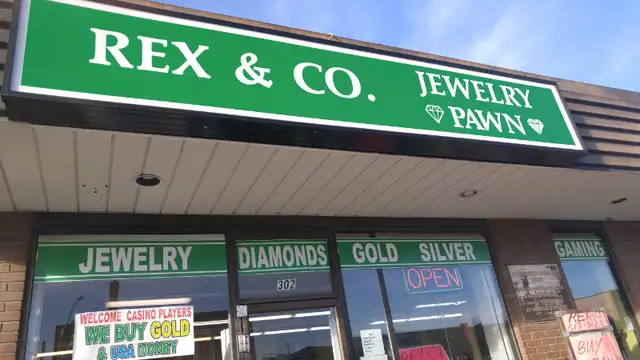 REX & CO.
JEWELRY
PAWN
JEWELRY
DIAMONDS
GOLD SILVER
GAMING
302
OPEN
WELCOME CASINO PLAYERS
WE BUY GOLD
& USA MONEY
BUY